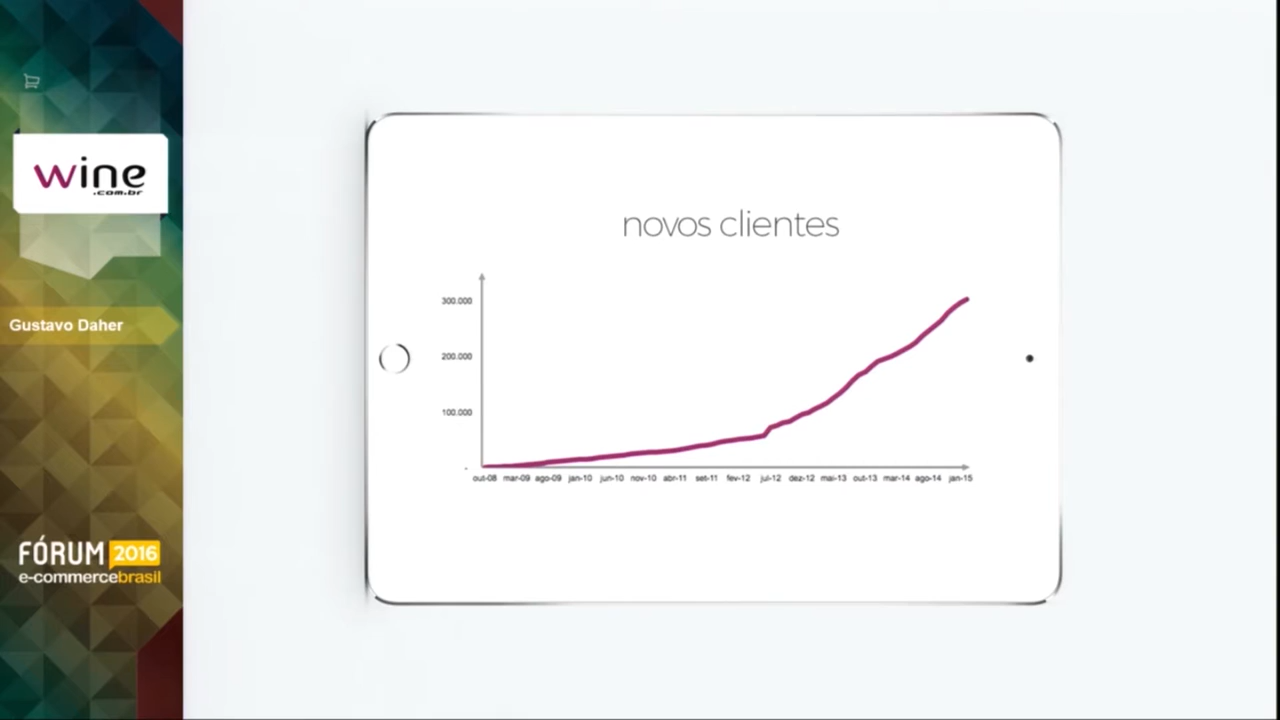 wine
.com.br
Gustavo Daher
FÓRUM 2016
e-commercebrasil
novos clientes
300.000
200.000
100.000
-
out-08 mar-09 ago-09 jan-10 jun-10 nov-10 abr-11 set-11 fev-12 jul-12 dez-12 mai-13 out-13 mar-14 ago-14 jan-15